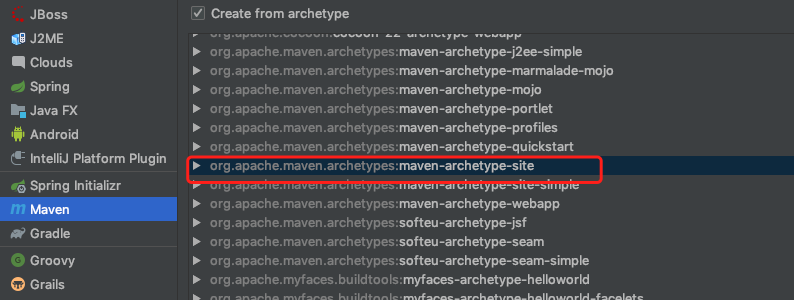 JBoss
J2ME
Clouds
Spring
Java FX
Android
IntelliJ Platform Plugin
Spring Initializr
Maven
Gradle
Groovy
Grails
Create from archetype
org.apache.cocoon:cocoon-22-archetype-webapp
org.apache.maven.archetypes:maven-archetype-j2ee-simple
org.apache.maven.archetypes:maven-archetype-marmalade-mojo
org.apache.maven.archetypes:maven-archetype-mojo
org.apache.maven.archetypes:maven-archetype-portlet
org.apache.maven.archetypes:maven-archetype-profiles
org.apache.maven.archetypes:maven-archetype-quickstart
org.apache.maven.archetypes:maven-archetype-site
org.apache.maven.archetypes:maven-archetype-site-simple
org.apache.maven.archetypes:maven-archetype-webapp
org.apache.maven.archetypes:softeu-archetype-jsf
org.apache.maven.archetypes:softeu-archetype-seam
org.apache.maven.archetypes:softeu-archetype-seam-simple
org.apache.myfaces.buildtools:myfaces-archetype-helloworld
org.apache.myfaces.buildtools:myfaces-archetype-helloworld-facelets